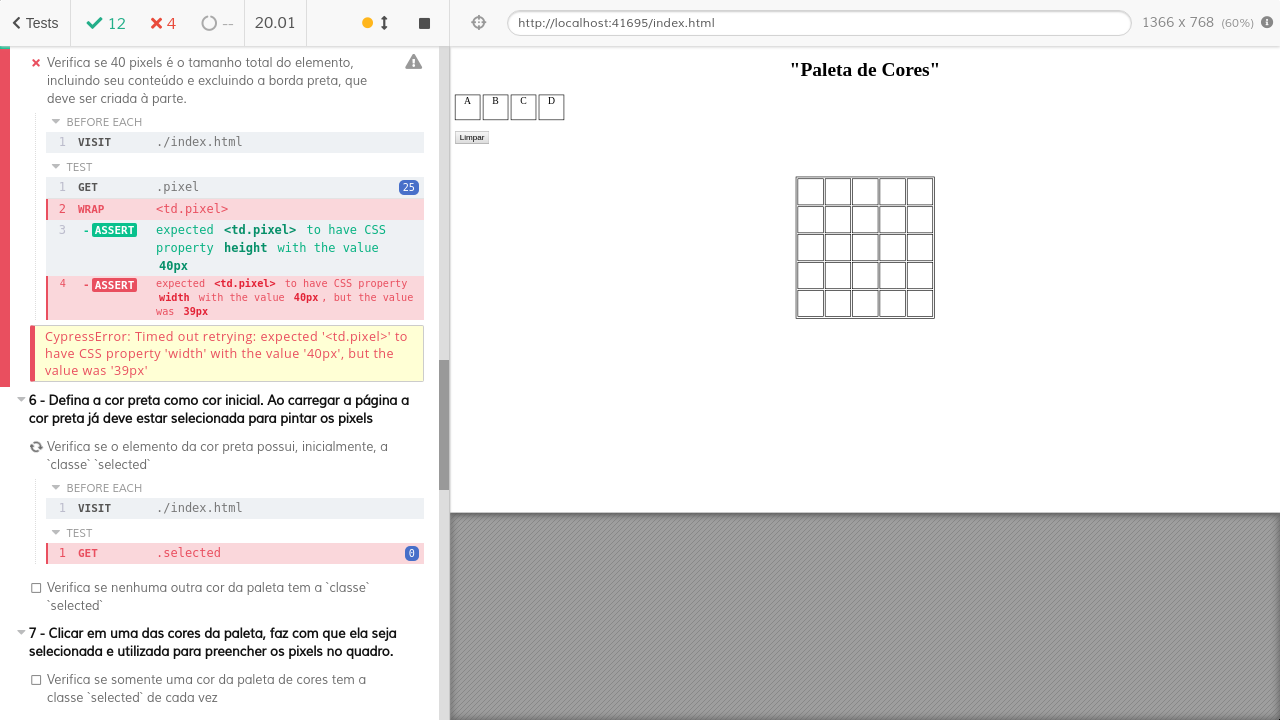 Tests
12
4
--
20.01
http://localhost:41695/index.html
1366 x 768 (60%)
Verifica se 40 pixels é o tamanho total do elemento,
incluindo seu conteúdo e excluindo a borda preta, que
deve ser criada à parte.
BEFORE EACH
1 VISIT ./index.html
TEST
1 GET .pixel 25
2 WRAP <td.pixel>
3 -ASSERT expected <td.pixel> to have CSS
property height with the value
40px
4 -ASSERT expected <td.pixel> to have CSS property
width with the value 40px, but the value
was 39px
CypressError: Timed out retrying: expected '<td.pixel>' to
have CSS property 'width' with the value '40px', but the
value was '39px'
6 - Defina a cor preta como cor inicial. Ao carregar a página a
cor preta já deve estar selecionada para pintar os pixels
Verifica se o elemento da cor preta possui, inicialmente, a
`classe` `selected`
BEFORE EACH
1 VISIT ./index.html
TEST
1 GET .selected 0
Verifica se nenhuma outra cor da paleta tem a `classe`
`selected`
7 - Clicar em uma das cores da paleta, faz com que ela seja
selecionada e utilizada para preencher os pixels no quadro.
Verifica se somente uma cor da paleta de cores tem a
classe `selected` de cada vez
"Paleta de Cores"
A B C D
Limpar